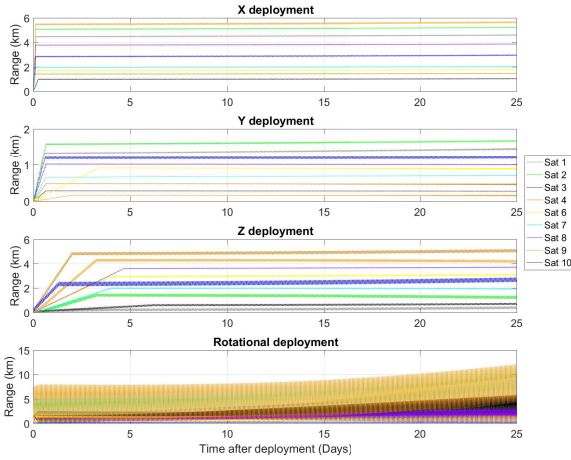 X deployment
Range (km)
6
4
2
0
0 5 10 15 20 25
Y deployment
Range (km)
2
1
0
0 5 10 15 20 25
Z deployment
Range (km)
6
4
2
0
0 5 10 15 20 25
Rotational deployment
Range (km)
15
10
5
0
0 5 10 15 20 25
Time after deployment (Days)
Sat 1
Sat 2
Sat 3
Sat 4
Sat 6
Sat 7
Sat 8
Sat 9
Sat 10